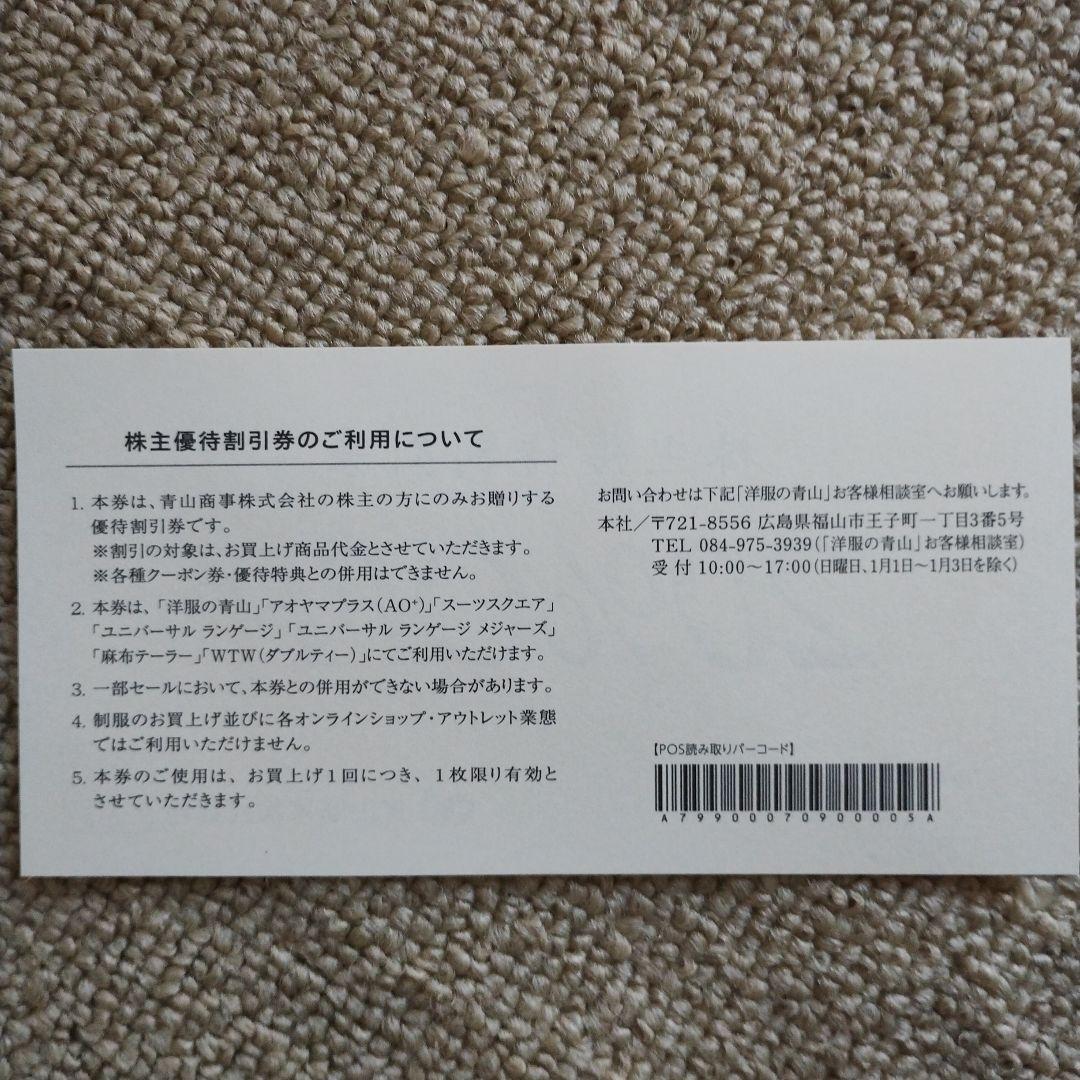 株主優待割引券のご利用について
1. 本券は、青山商事株式会社の株主の方にのみお贈りする
優待割引券です。
※割引の対象は、お買上げ商品代金とさせていただきます。
※各種クーポン券・優待特典との併用はできません。
2. 本券は、「洋服の青山」「アオヤマプラス(AO+)」「スーツスクエア」
「ユニバーサル ランゲージ」「ユニバーサル ランゲージ メジャーズ」
「麻布テーラー」「WTW(ダブルティー)」にてご利用いただけます。
3. 一部セールにおいて、本券との併用ができない場合があります。
4. 制服のお買上げ並びに各オンラインショップ・アウトレット業態
ではご利用いただけません。
5. 本券のご使用は、お買上げ1回につき、1枚限り有効と
させていただきます。
お問い合わせは下記「洋服の青山」お客様相談室へお願いします。
本社/〒721-8556 広島県福山市王子町一丁目3番5号
TEL 084-975-3939(「洋服の青山」お客様相談室)
受付 10:00~17:00(日曜日、1月1日~1月3日を除く)
【POS読み取りバーコード】
A79900070900005A